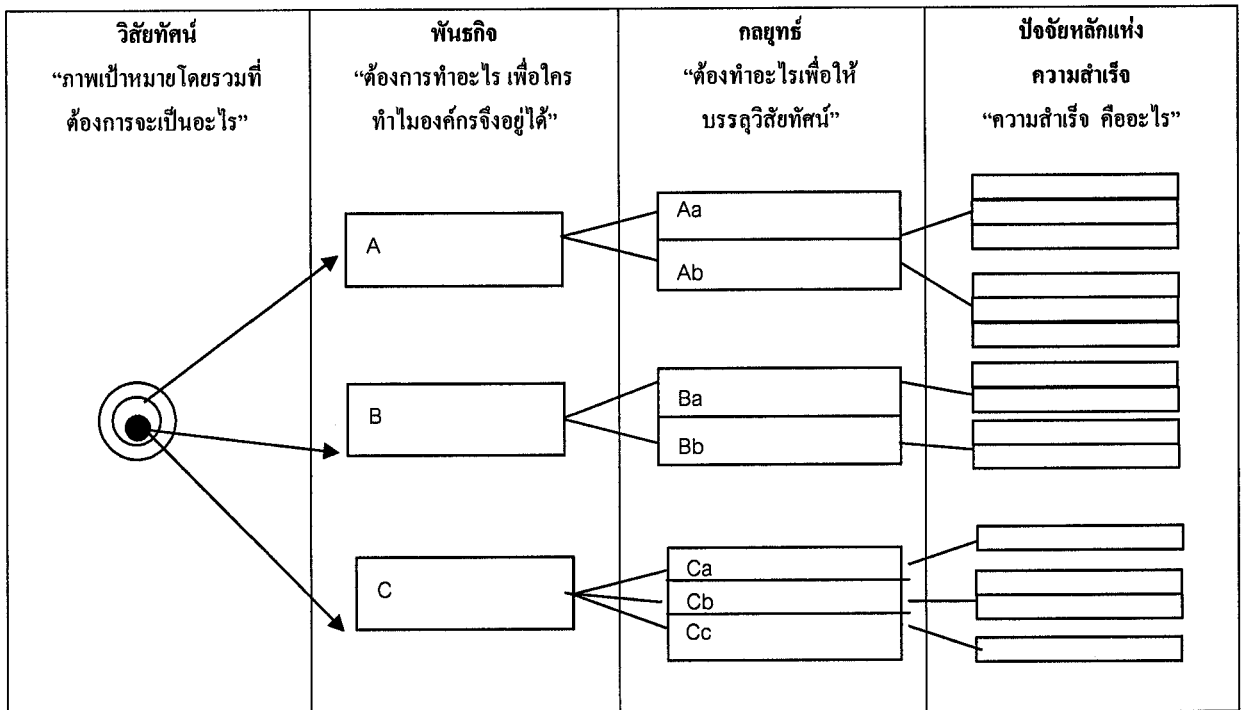 วิสัยทัศน์
“ภาพเป้าหมายโดยรวมที่
ต้องการจะเป็นอะไร”
พันธกิจ
“ต้องการทำอะไร เพื่อใคร
ทำไมองค์กรจึงอยู่ได้”
กลยุทธ์
“ต้องทำอะไรเพื่อให้
บรรลุวิสัยทัศน์”
ปัจจัยหลักแห่ง
ความสำเร็จ
“ความสำเร็จ คืออะไร”
A
Aa
Ab
B
Ba
Bb
C
Ca
Cb
Cc